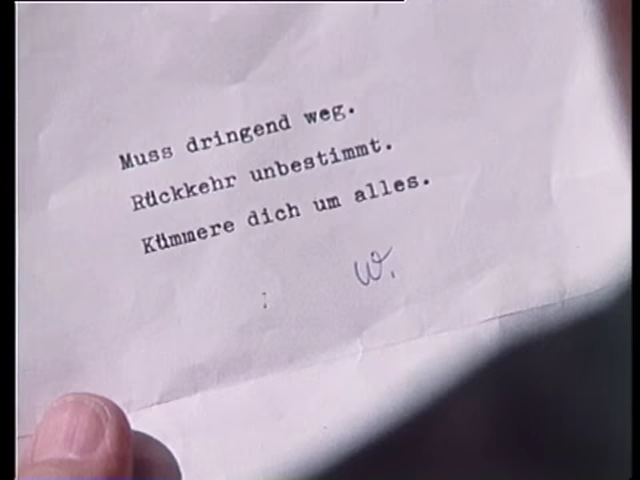 Muss dringend weg.
Rückkehr unbestimmt.
Kümmere dich um alles.
W.